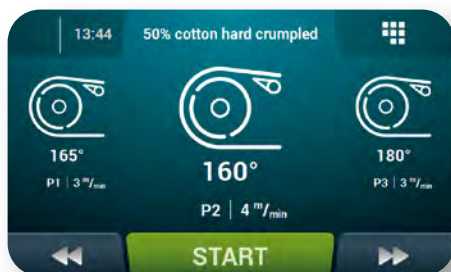 13:44
50% cotton hard crumpled
165°
P1 | 3 m/min
160°
P2 | 4 m/min
180°
P3 | 3 m/min
START